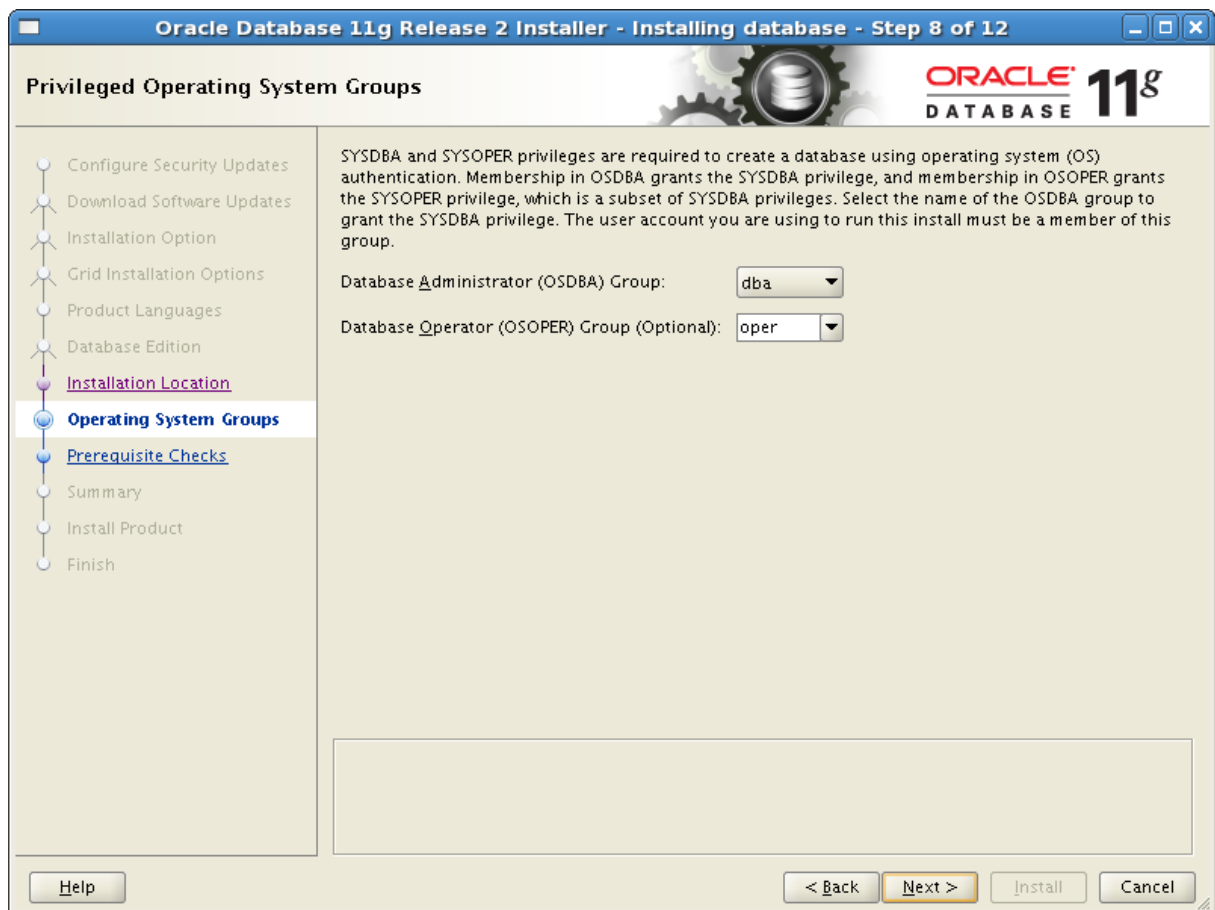 Oracle Database 11g Release 2 Installer - Installing database - Step 8 of 12
Privileged Operating System Groups
ORACLE
DATABASE
11g
Configure Security Updates
Download Software Updates
Installation Option
Grid Installation Options
Product Languages
Database Edition
Installation Location
Operating System Groups
Prerequisite Checks
Summary
Install Product
Finish
SYSDBA and SYSOPER privileges are required to create a database using operating system (OS)
authentication. Membership in OSDBA grants the SYSDBA privilege, and membership in OSOPER grants
the SYSOPER privilege, which is a subset of SYSDBA privileges. Select the name of the OSDBA group to
grant the SYSDBA privilege. The user account you are using to run this install must be a member of this
group.
Database Administrator (OSDBA) Group: dba
Database Operator (OSOPER) Group (Optional): oper
Help
< Back
Next >
Install
Cancel